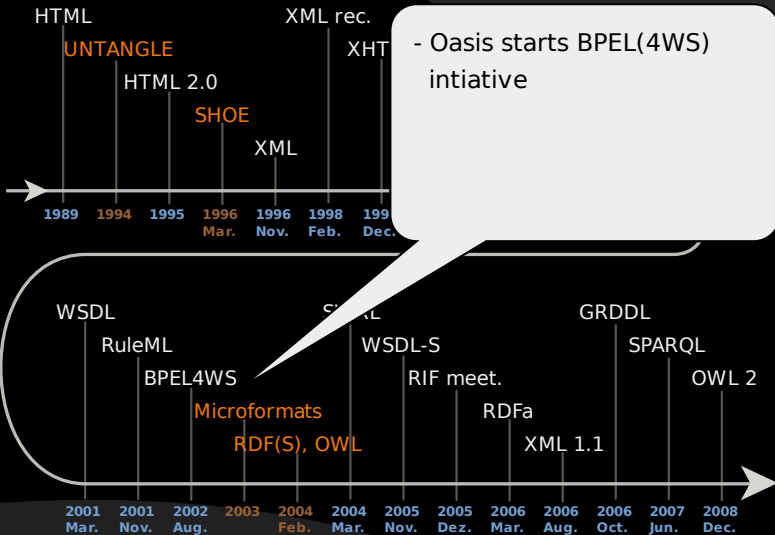 HTML
XML rec.
UNTANGLE
HTML 2.0
SHOE
XML
- Oasis starts BPEL(4WS)
intiative
1989 1994 1995 1996 1996 1998
Mar. Nov. Feb. Dec.
WSDL
GRDDL
RuleML
WSDL-S
SPARQL
BPEL4WS
RIF meet.
OWL 2
Microformats
RDFa
RDF(S), OWL
XML 1.1
2001 2001 2002 2003 2004 2004 2005 2005 2006 2006 2006 2007 2008
Mar. Nov. Aug. Feb. Mar. Nov. Dez. Mar. Aug. Oct. Jun. Dec.